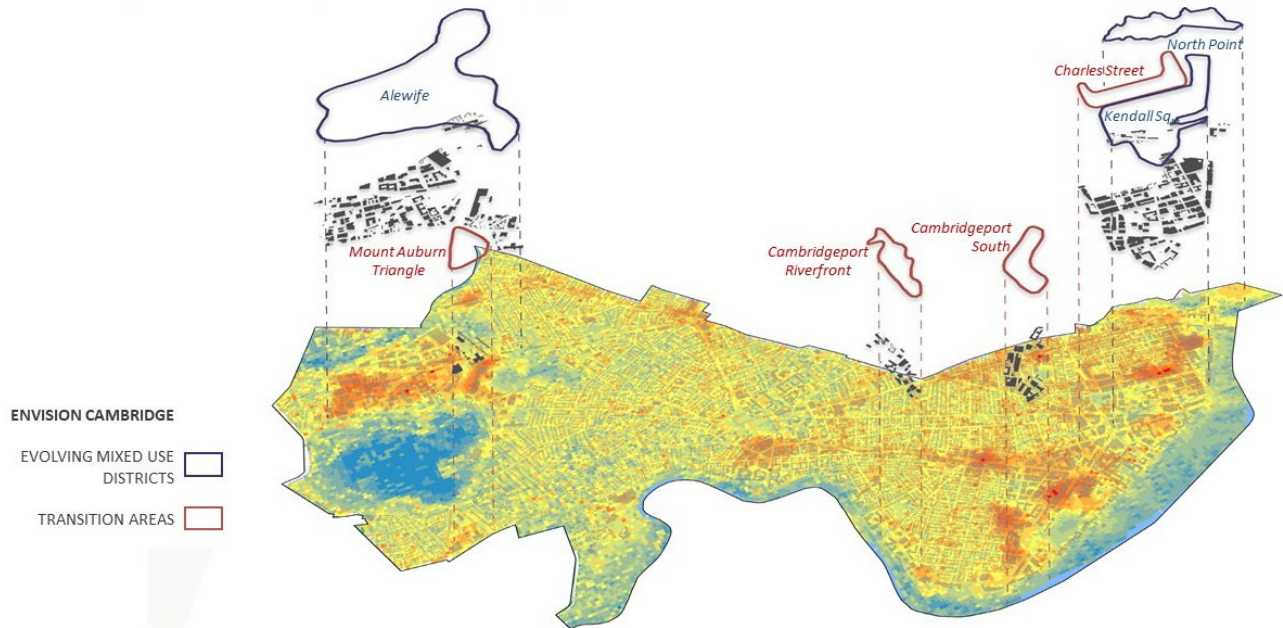 North Point
Charles Street
Alewife
Kendall Sq.
Mount Auburn
Triangle
Cambridgeport
Riverfront
Cambridgeport
South
ENVISION CAMBRIDGE
EVOLVING MIXED USE
DISTRICTS
TRANSITION AREAS